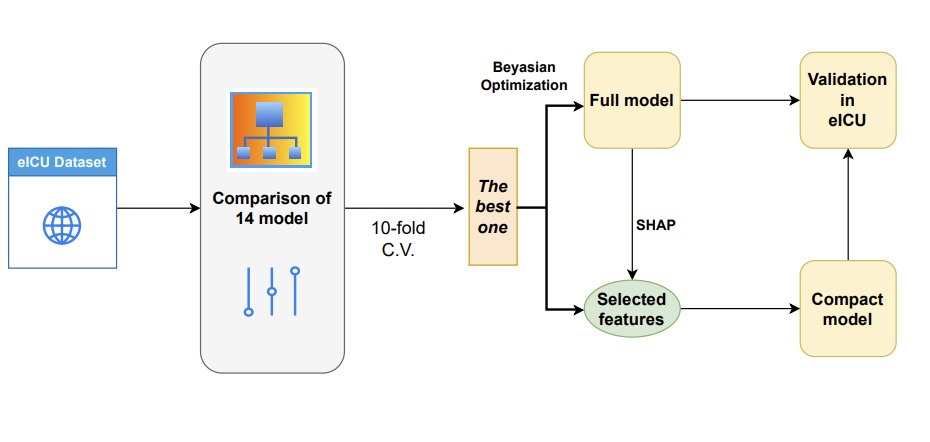 eICU Dataset
Comparison of
14 model
10-fold
C.V.
The
best
one
Beyasian
Optimization
Full model
SHAP
Selected
features
Validation
in
eICU
Compact
model